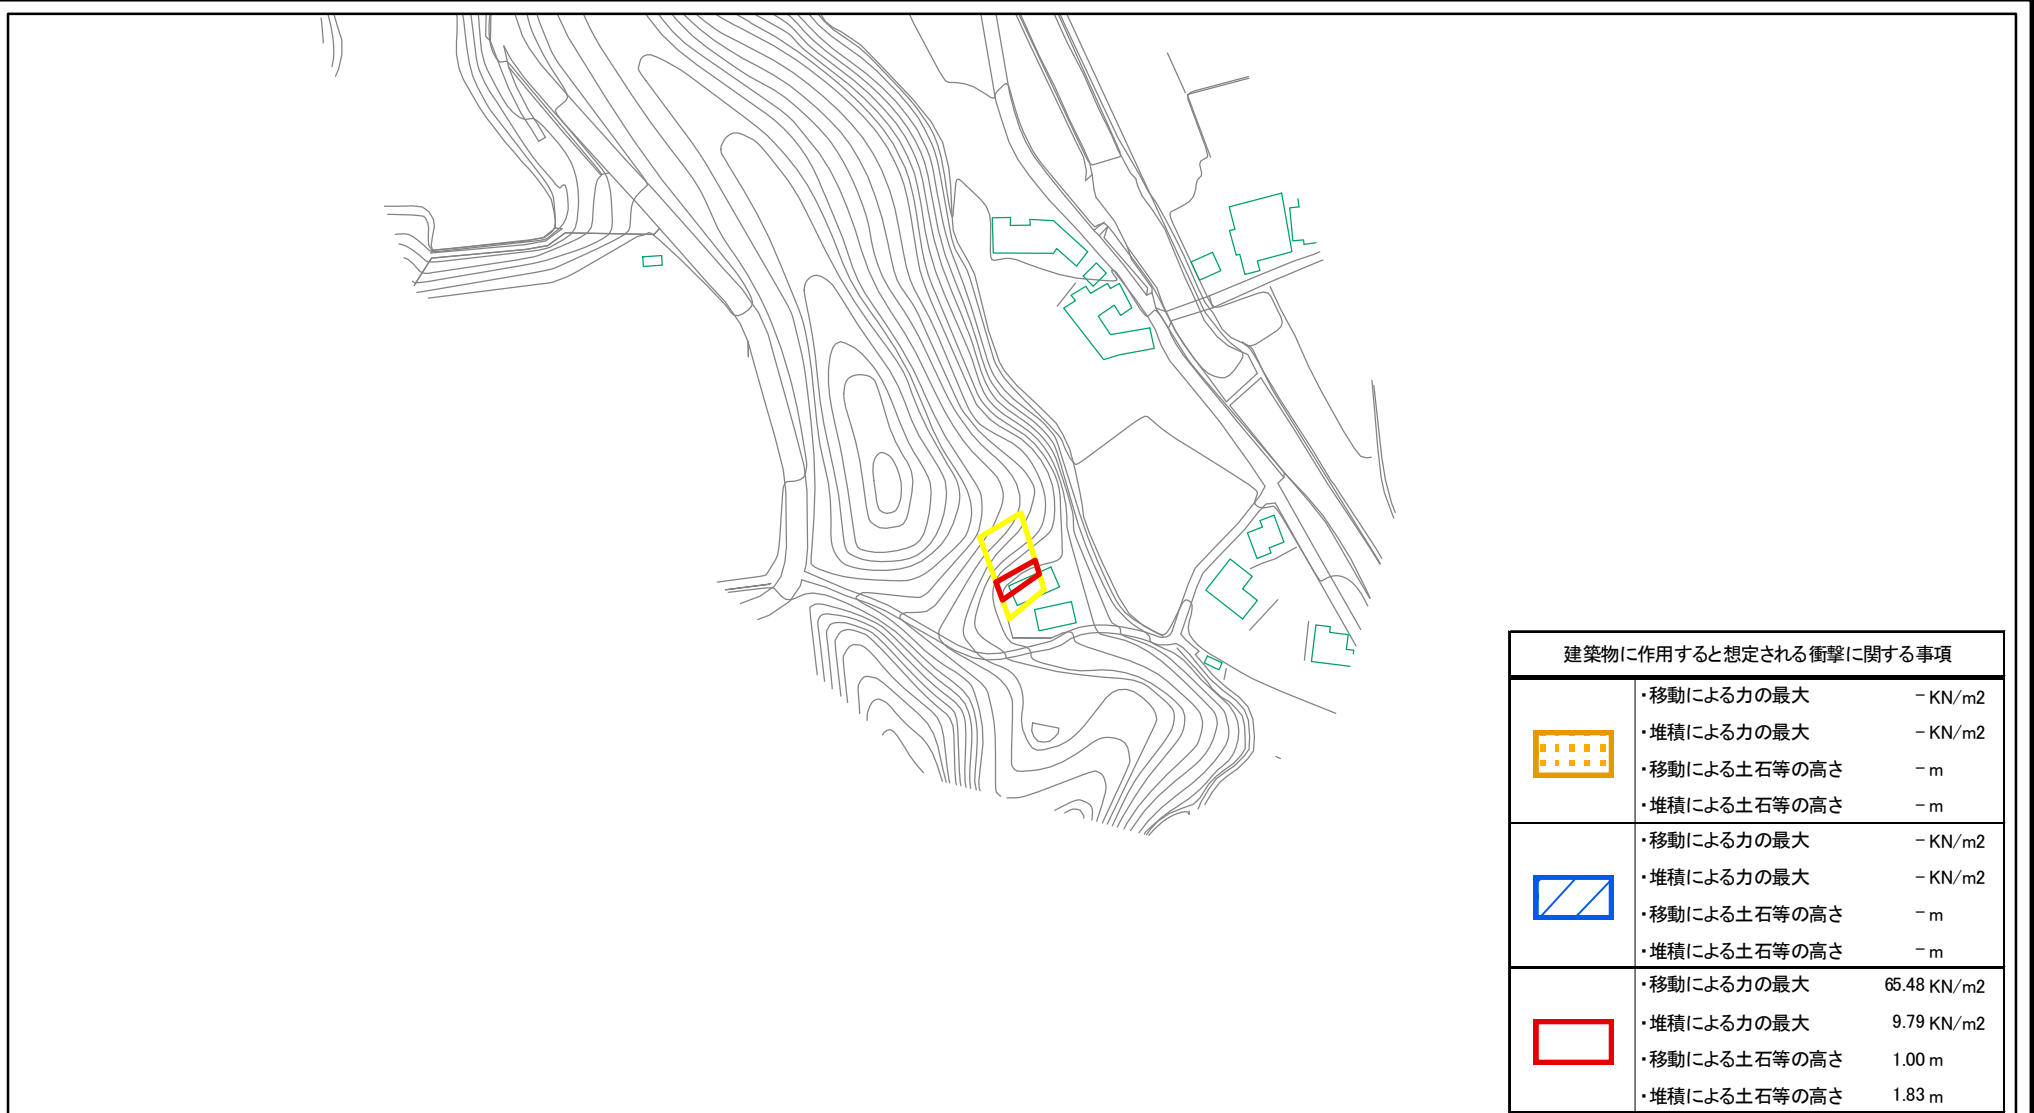 建築物に作用すると想定される衝撃に関する事項
・移動による力の最大 － KN/m2
・堆積による力の最大 － KN/m2
・移動による土石等の高さ － m
・堆積による土石等の高さ － m
・移動による力の最大 － KN/m2
・堆積による力の最大 － KN/m2
・移動による土石等の高さ － m
・堆積による土石等の高さ － m
・移動による力の最大 65.48 KN/m2
・堆積による力の最大 9.79 KN/m2
・移動による土石等の高さ 1.00 m
・堆積による土石等の高さ 1.83 m